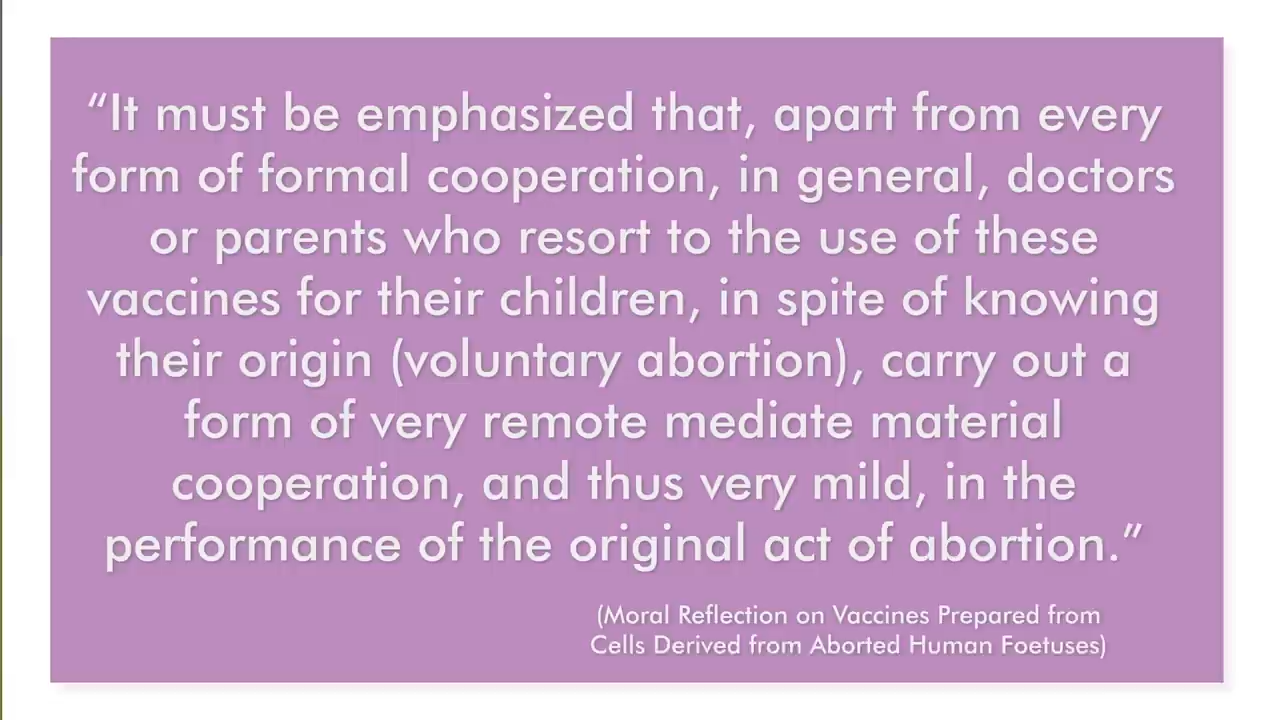 “It must be emphasized that, apart from every
form of formal cooperation, in general, doctors
or parents who resort to the use of these
vaccines for their children, in spite of knowing
their origin (voluntary abortion), carry out a
form of very remote mediate material
cooperation, and thus very mild, in the
performance of the original act of abortion.”
(Moral Reflection on Vaccines Prepared from
Cells Derived from Aborted Human Foetuses)